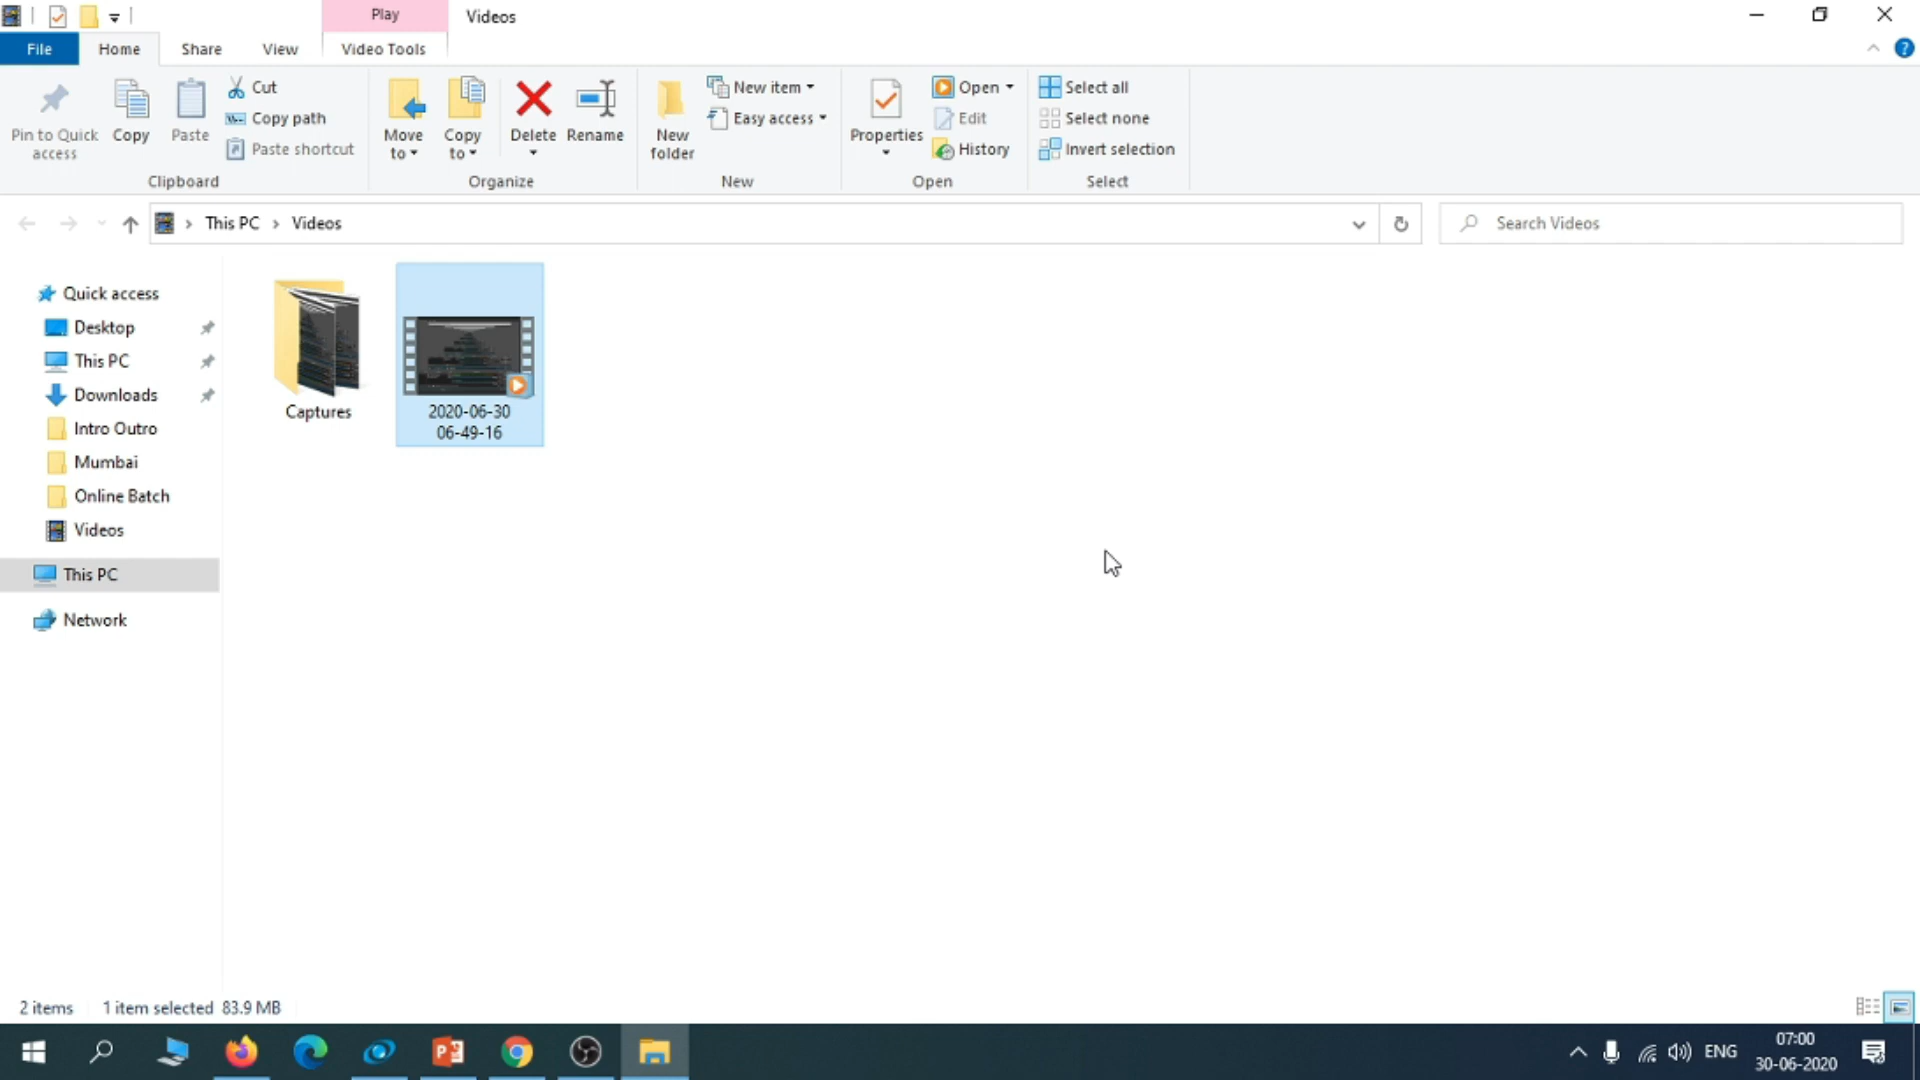 Play
Videos
File
Home
Share
View
Video Tools
Pin to Quick
access
Copy
Paste
Cut
Copy path
Paste shortcut
Clipboard
Move
to
Copy
to
Delete
Rename
Organize
New
folder
New item
Easy access
New
Properties
Open
Edit
History
Open
Select all
Select none
Invert selection
Select
This PC
Videos
Search Videos
Quick access
Desktop
This PC
Downloads
Intro Outro
Mumbai
Online Batch
Videos
This PC
Network
Captures
2020-06-30
06-49-16
2 items 1 item selected 83.9 MB
ENG
07:00
30-06-2020